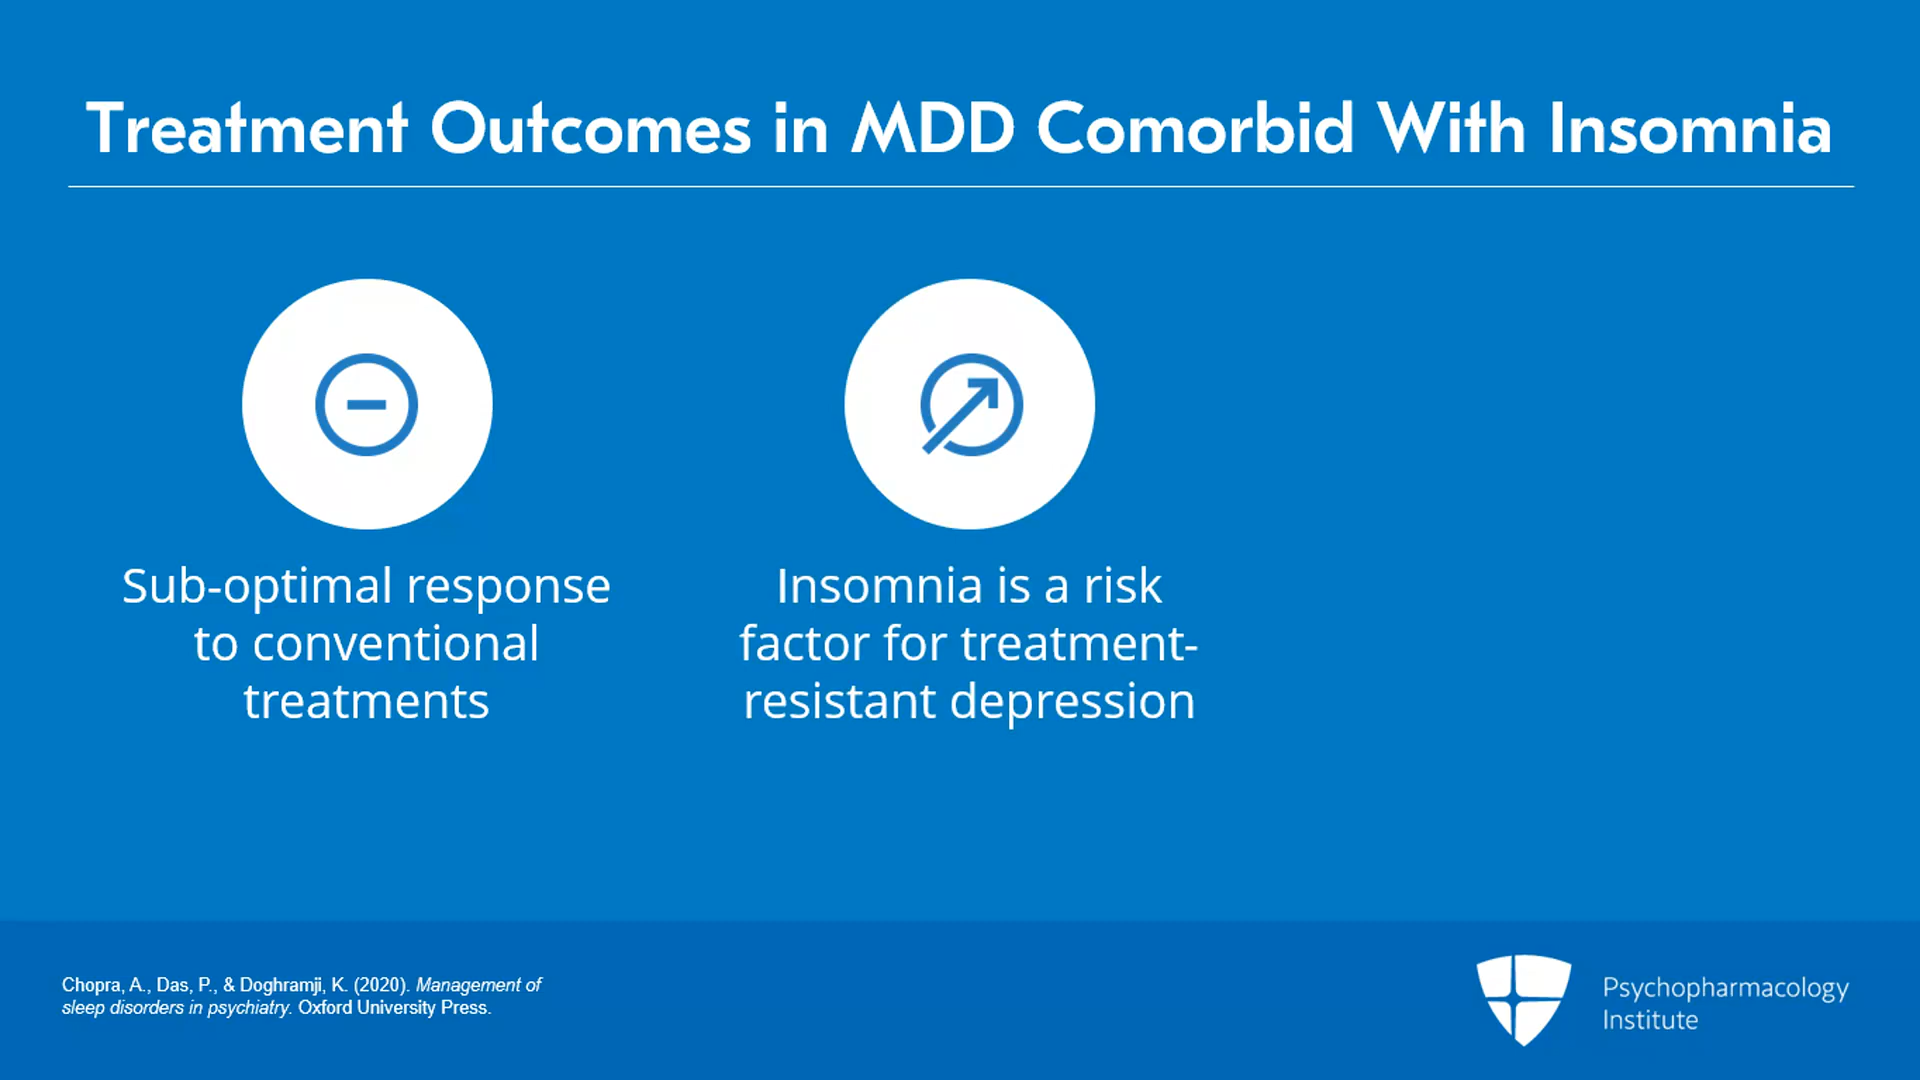 Treatment Outcomes in MDD Comorbid With Insomnia
Sub-optimal response
to conventional
treatments
Insomnia is a risk
factor for treatment-
resistant depression
Chopra, A., Das, P., & Doghramji, K. (2020). Management of
sleep disorders in psychiatry. Oxford University Press.
Psychopharmacology
Institute